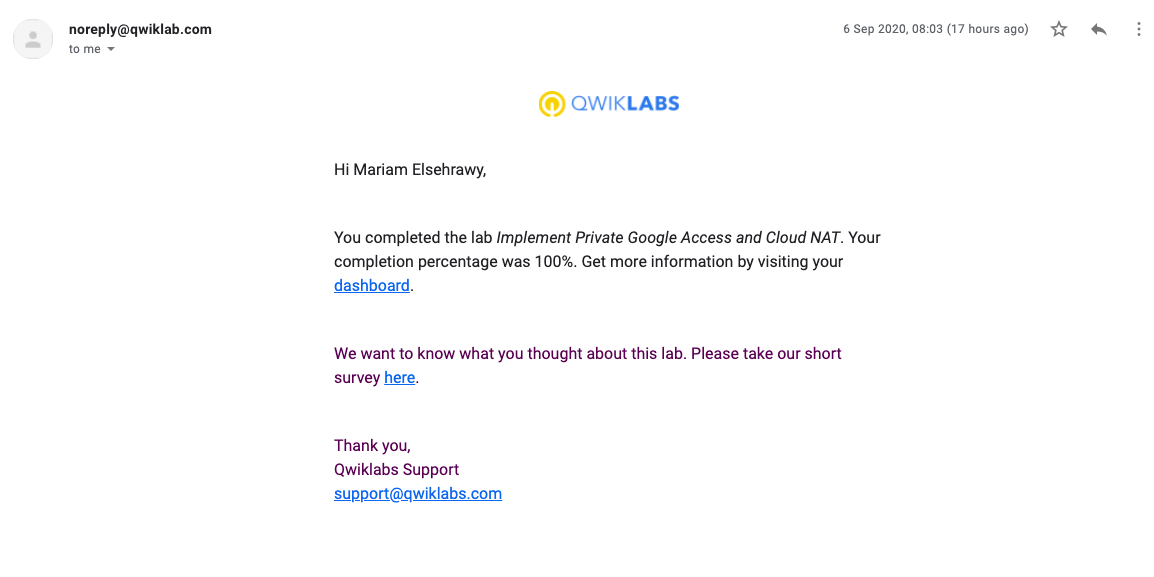 noreply@qwiklab.com
6 Sep 2020, 08:03 (17 hours ago)
to me
QWIKLABS
Hi Mariam Elsehrawy,
You completed the lab Implement Private Google Access and Cloud NAT. Your
completion percentage was 100%. Get more information by visiting your
dashboard.
We want to know what you thought about this lab. Please take our short
survey here.
Thank you,
Qwiklabs Support
support@qwiklabs.com